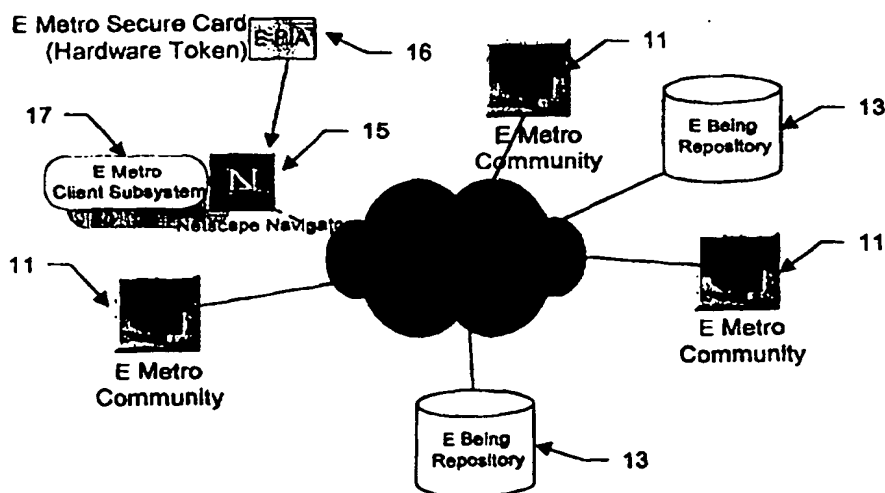 E Metro Secure Card
(Hardware Token)
16
11
13
17
15
E Metro
Client Subsystem
N
Netscape Navigator
E Metro
Community
E Being
Repository
11
11
E Metro
Community
E Metro
Community
E Being
Repository
13